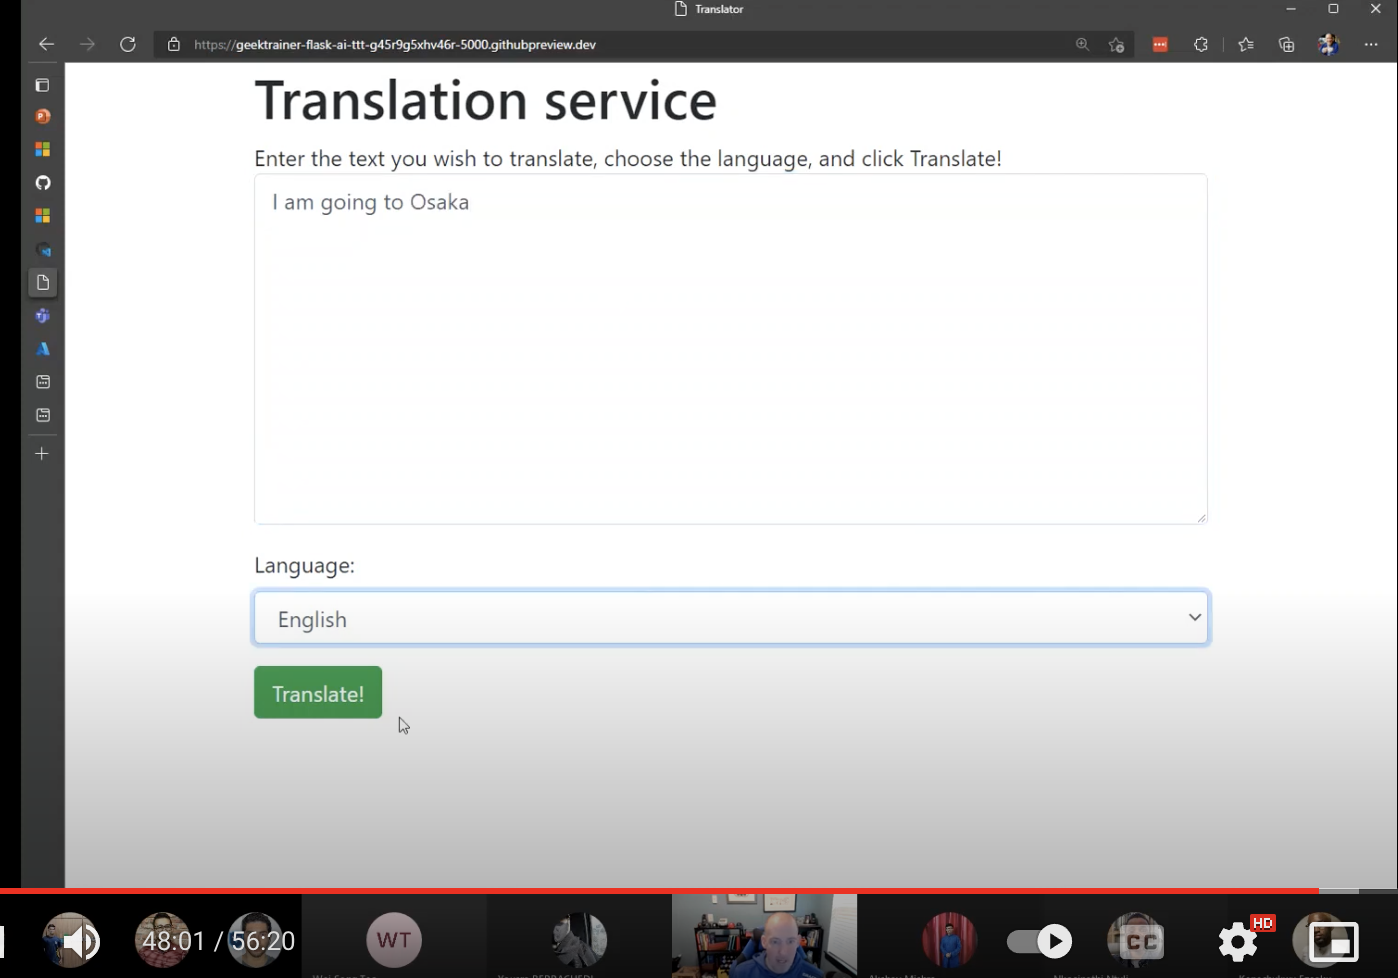 Translator
https://geektrainer-flask-ai-ttt-g45r9g5xhv46r-5000.githubpreview.dev
Translation service
Enter the text you wish to translate, choose the language, and click Translate!
I am going to Osaka
Language:
English
Translate!
48:01 / 56:20
WT
CC
HD